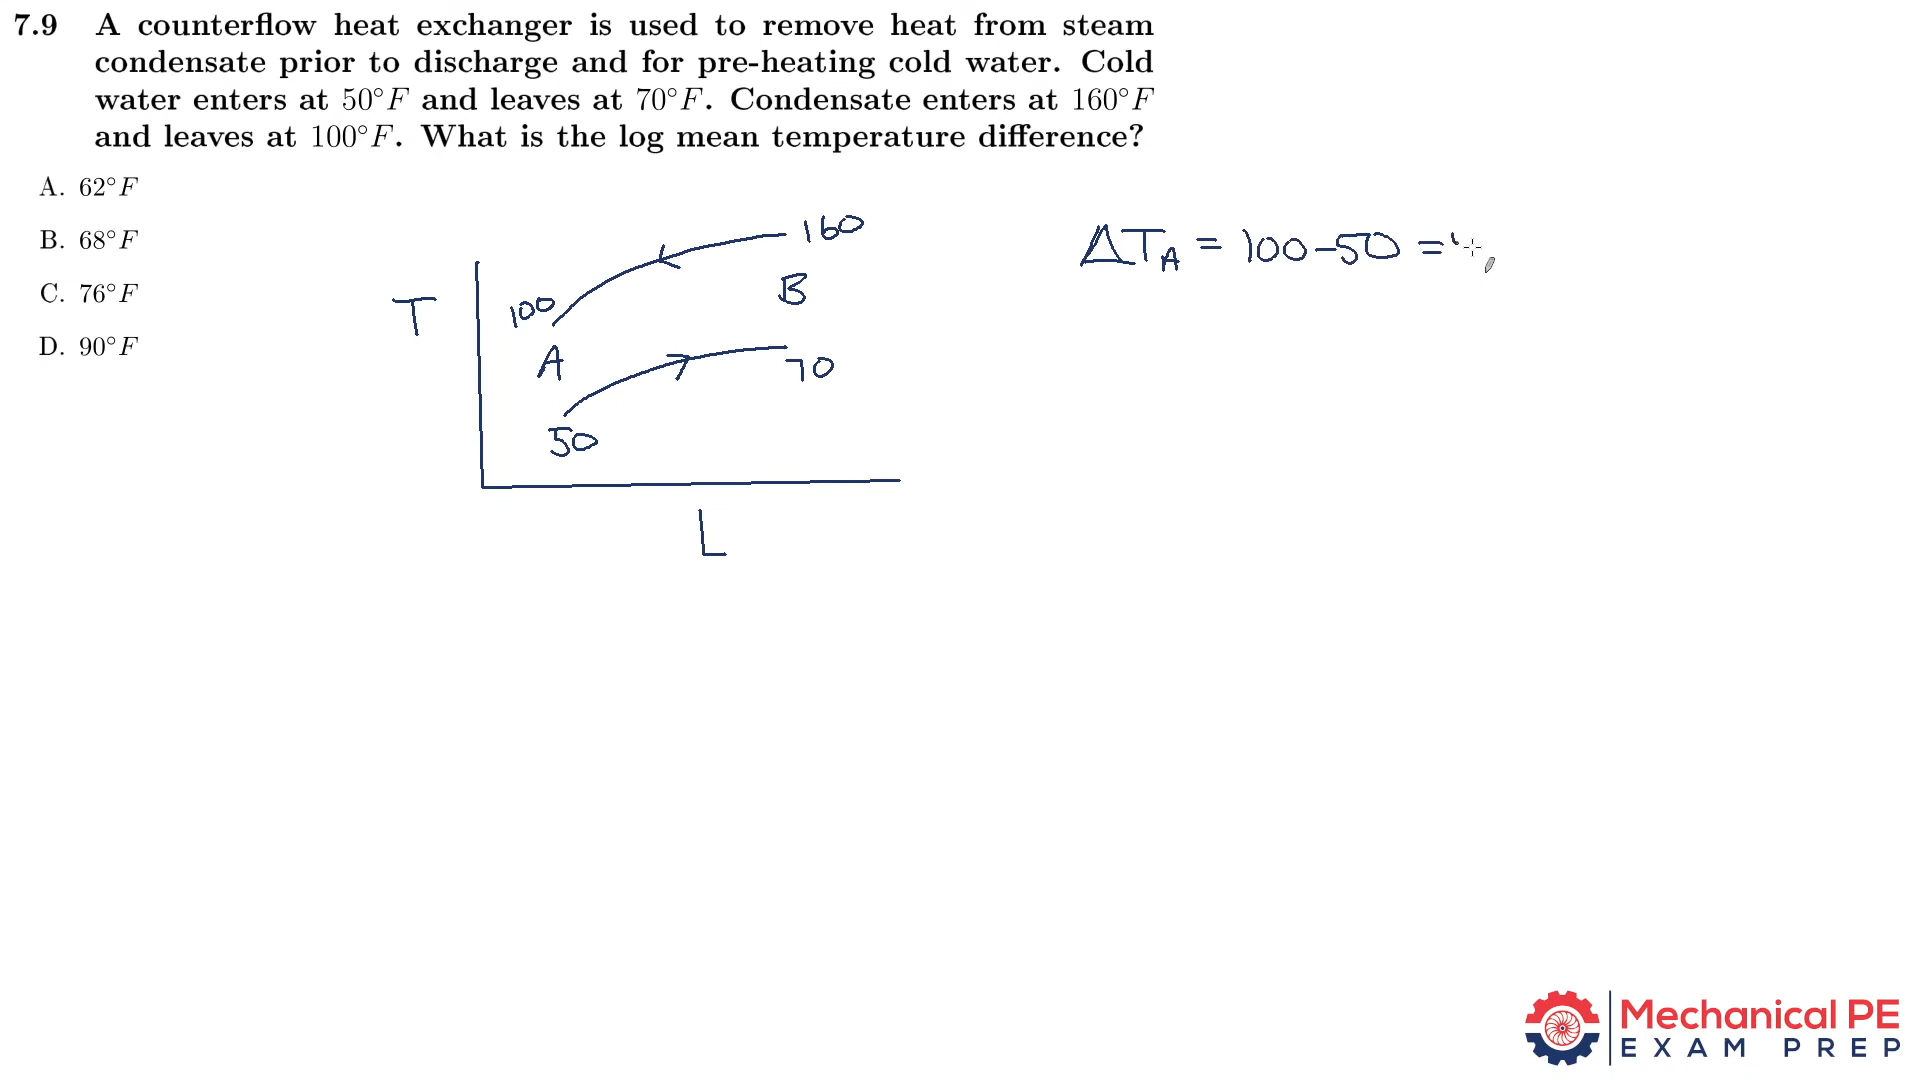 7.9 A counterflow heat exchanger is used to remove heat from steam
condensate prior to discharge and for pre-heating cold water. Cold
water enters at 50°F and leaves at 70°F. Condensate enters at 160°F
and leaves at 100°F. What is the log mean temperature difference?
A. 62°F
B. 68°F
C. 76°F
D. 90°F
160
100
B
T
A
70
50
L
ΔT_A = 100-50 =
Mechanical PE
EXAM PREP